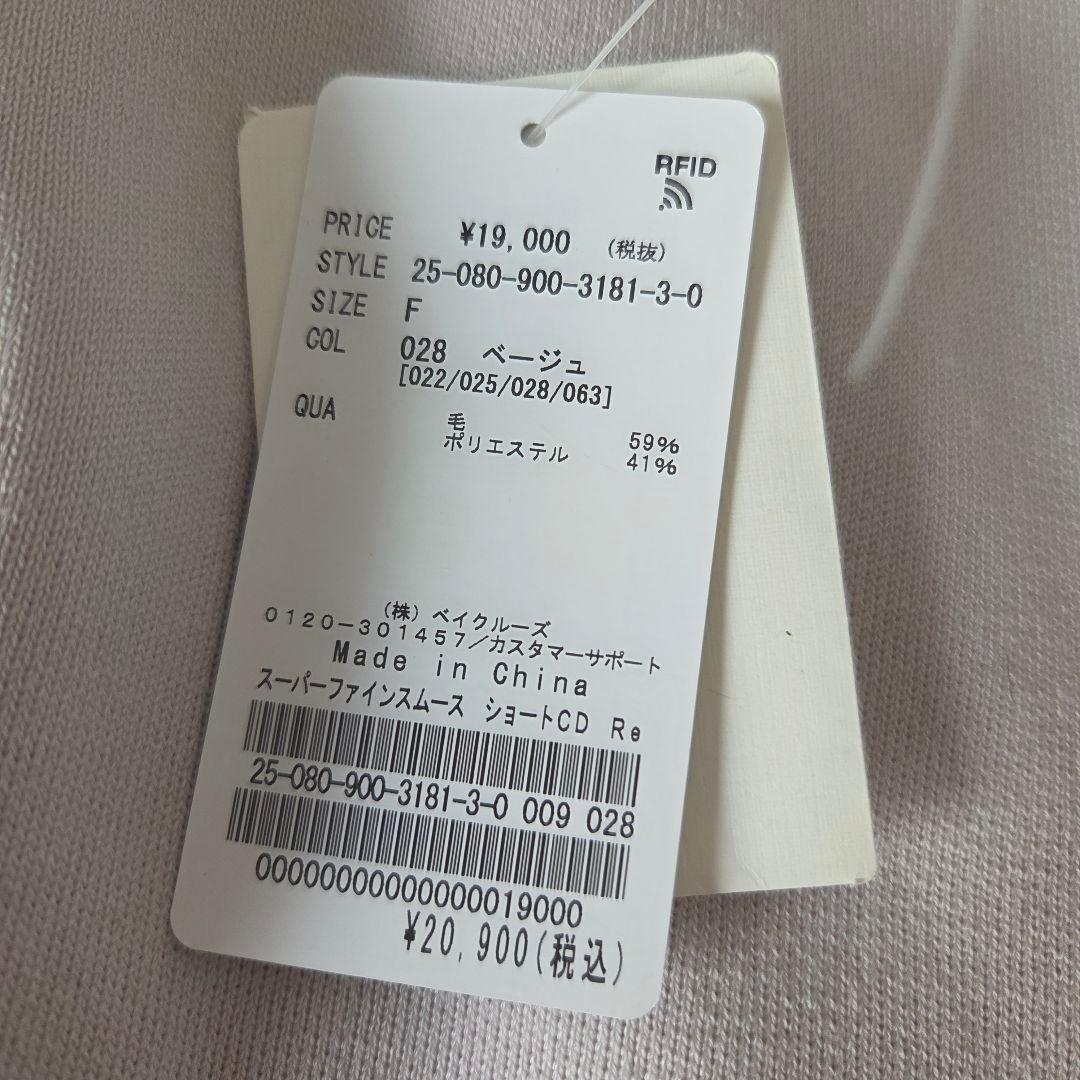 RFID
PRICE ¥19,000 (税抜)
STYLE 25-080-900-3181-3-0
SIZE F
COL 028 ベージュ
[022/025/028/063]
QUA 毛 59%
ポリエステル 41%
(株) ベイクルーズ
0120-301457/カスタマーサポート
Made in China
スーパーファインスムース ショートCD Re
25-080-900-3181-3-0 009 028
0000000000000000019000
¥20,900(税込)